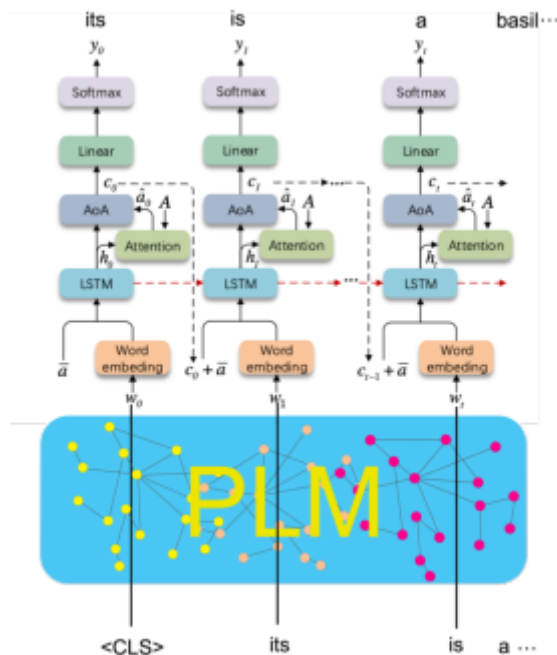 its is a basil...
y₀ y₁ yₜ
Softmax Softmax Softmax
Linear Linear Linear
c₀ c₁ ... cₜ
AoA â₀ A AoA â₁ A AoA âₜ A
h₀ Attention h₁ Attention hₜ Attention
LSTM LSTM ... LSTM
ā Word embeding c₀ + ā Word embeding cₜ₋₁ + ā Word embeding
w₀ w₁ wₜ
PLM
<CLS> its is a ...